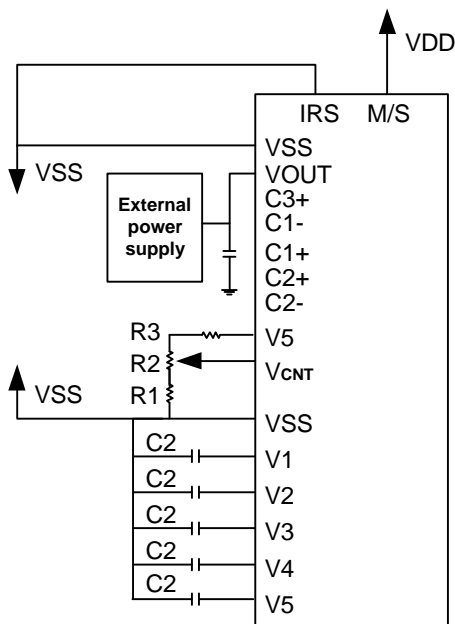 VDD
IRS M/S
VSS
VSS
VOUT
External
power
supply
C3+
C1-
C1+
C2+
C2-
R3
V5
R2
VCNT
VSS
R1
VSS
C2
V1
C2
V2
C2
V3
C2
V4
C2
V5